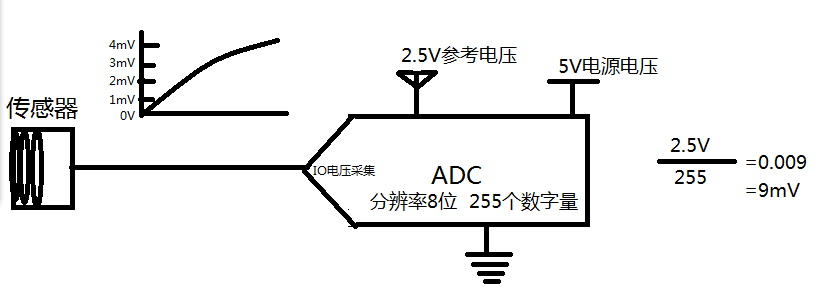 4mV
3mV
2mV
1mV
0V
传感器
2.5V参考电压
5V电源电压
IO电压采集
ADC
分辨率8位 255个数字量
2.5V
255
=0.009
=9mV